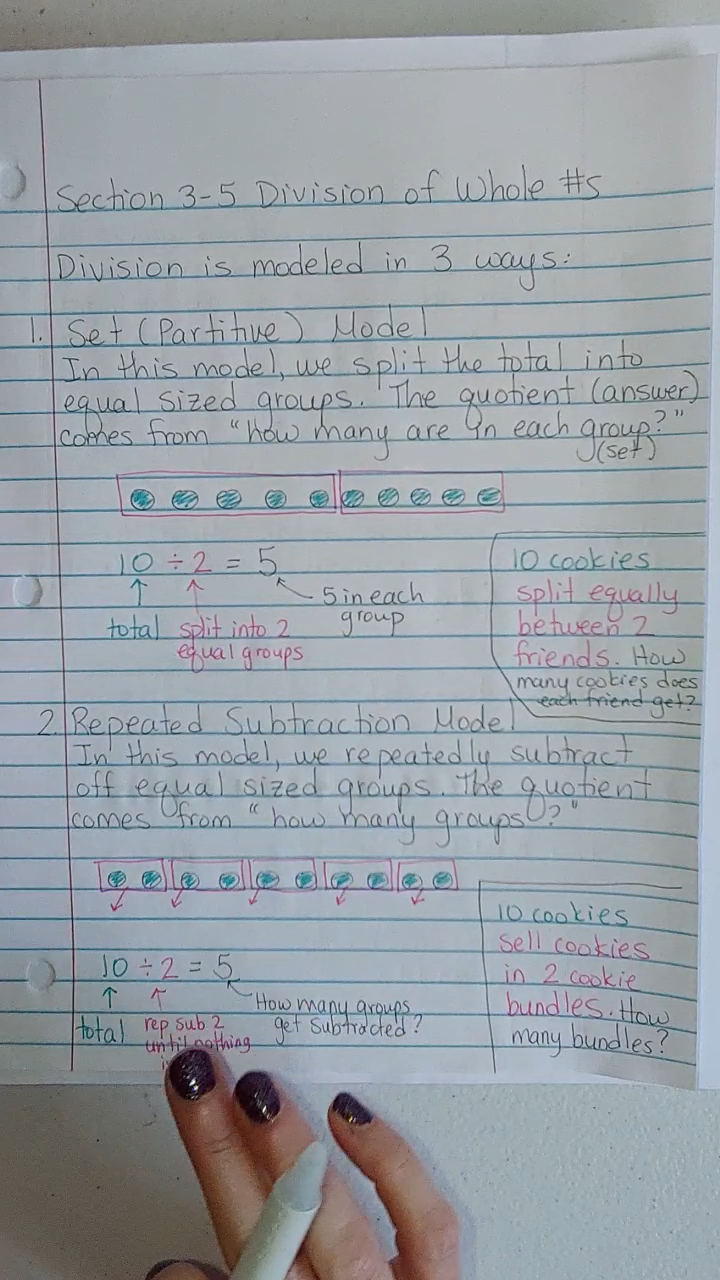 Section 3-5 Division of Whole #s
Division is modeled in 3 ways:
1. Set (Partitive) Model
In this model, we split the total into
equal sized groups. The quotient (answer)
comes from "how many are in each group?"
(set)
10 ÷ 2 = 5
5 in each
group
total
split into 2
equal groups
10 cookies
split equally
between 2
friends. How
many cookies does
each friend get?
2. Repeated Subtraction Model
In this model, we repeatedly subtract
off equal sized groups. The quotient
comes from "how many groups?"
10 ÷ 2 = 5
How many groups
get subtracted?
total
rep sub 2
until nothing
10 cookies
sell cookies
in 2 cookie
bundles. How
many bundles?